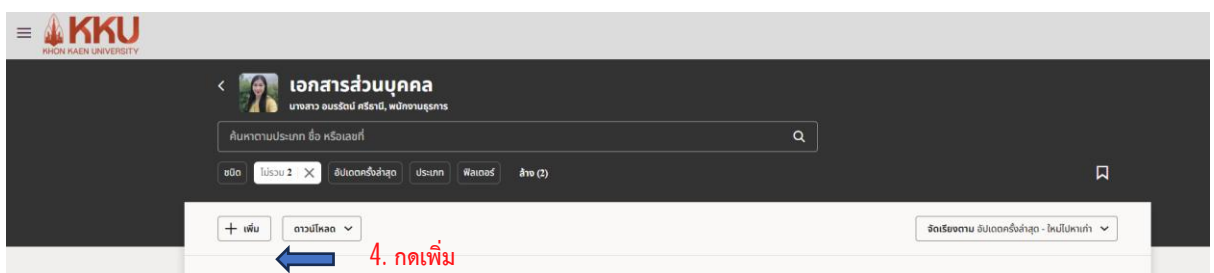 KKU
KHON KAEN UNIVERSITY
เอกสารส่วนบุคคล
นางสาว อมรรัตน์ ศรีธานี, พนักงานธุรการ
ค้นหาตามประเภท ชื่อ หรือเลขที่
ชนิด ไม่รวม 2 อัปเดตครั้งล่าสุด ประเภท ฟิลเตอร์ ล้าง (2)
เพิ่ม ดาวน์โหลด จัดเรียงตาม อัปเดตครั้งล่าสุด - ใหม่ไปหาเก่า
4. กดเพิ่ม